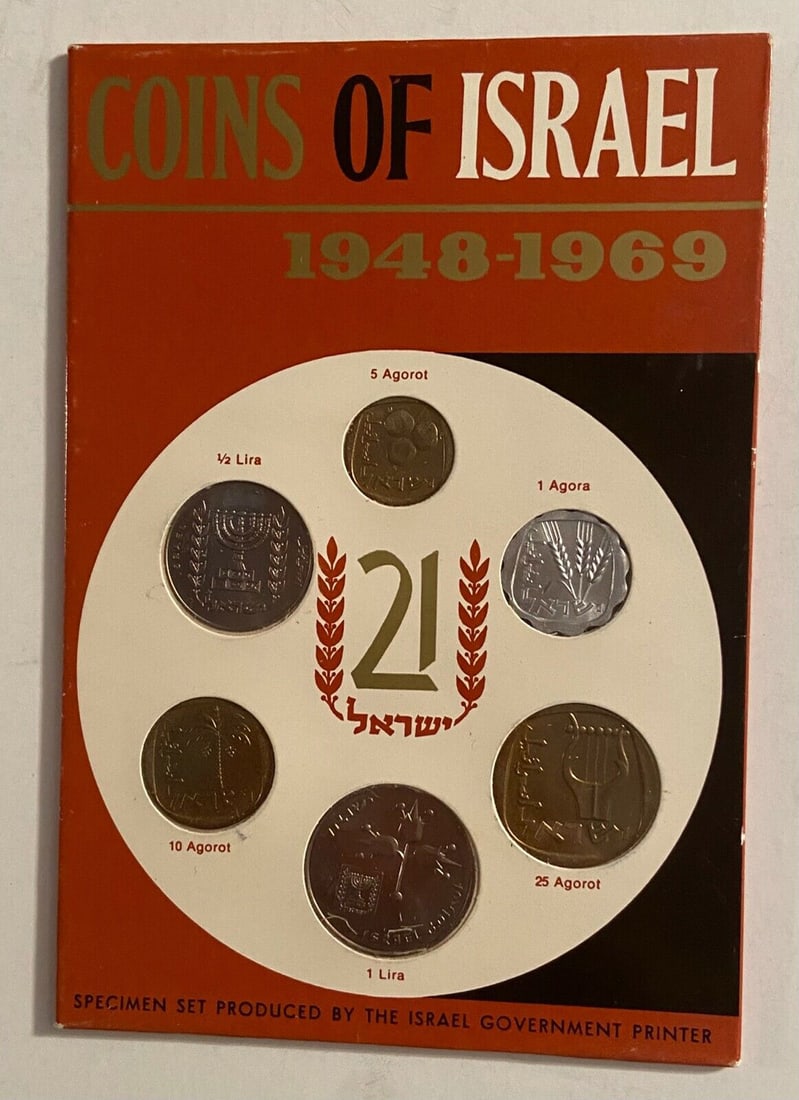 COINS OF ISRAEL
1948-1969
5 Agorot
½ Lira
1 Agora
21
ישראל
10 Agorot
25 Agorot
1 Lira
ISRAEL
SPECIMEN SET PRODUCED BY THE ISRAEL GOVERNMENT PRINTER